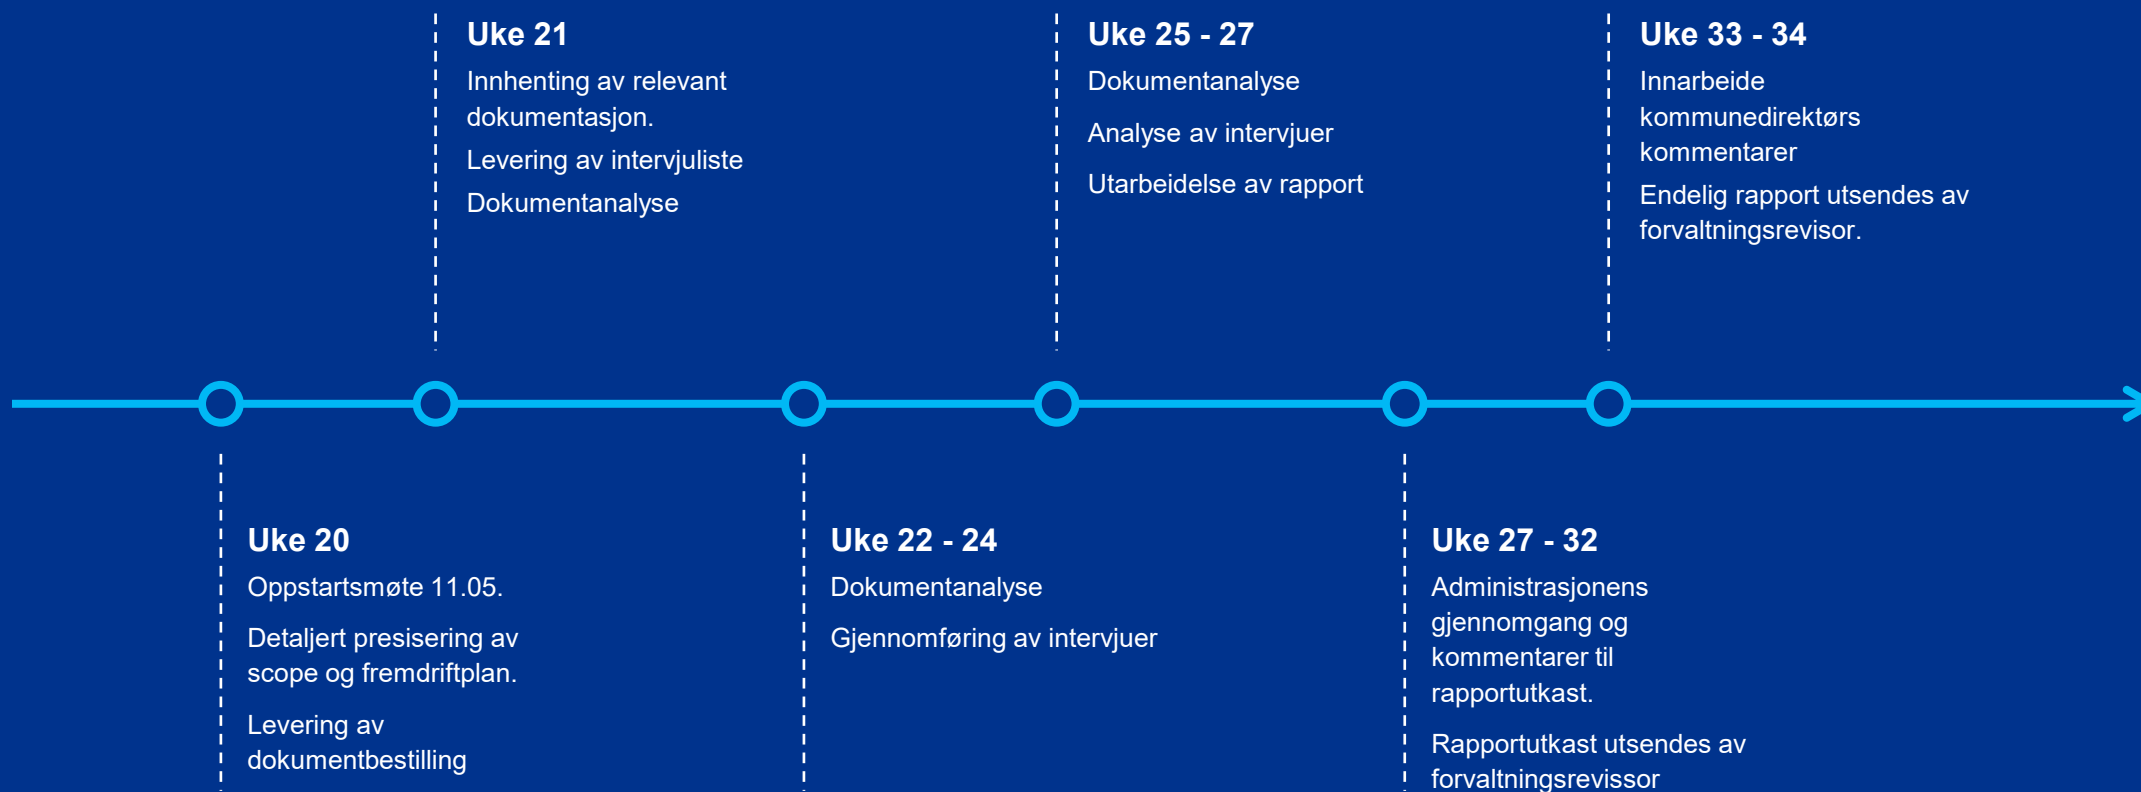 Uke 21
Innhenting av relevant
dokumentasjon.
Levering av intervjuliste
Dokumentanalyse
Uke 25 - 27
Dokumentanalyse
Analyse av intervjuer
Utarbeidelse av rapport
Uke 33 - 34
Innarbeide
kommunedirektørs
kommentarer
Endelig rapport utsendes av
forvaltningsrevisor.
Uke 20
Oppstartsmøte 11.05.
Detaljert presisering av
scope og fremdriftplan.
Levering av
dokumentbestilling
Uke 22 - 24
Dokumentanalyse
Gjennomføring av intervjuer
Uke 27 - 32
Administrasjonens
gjennomgang og
kommentarer til
rapportutkast.
Rapportutkast utsendes av
forvaltningsrevissor